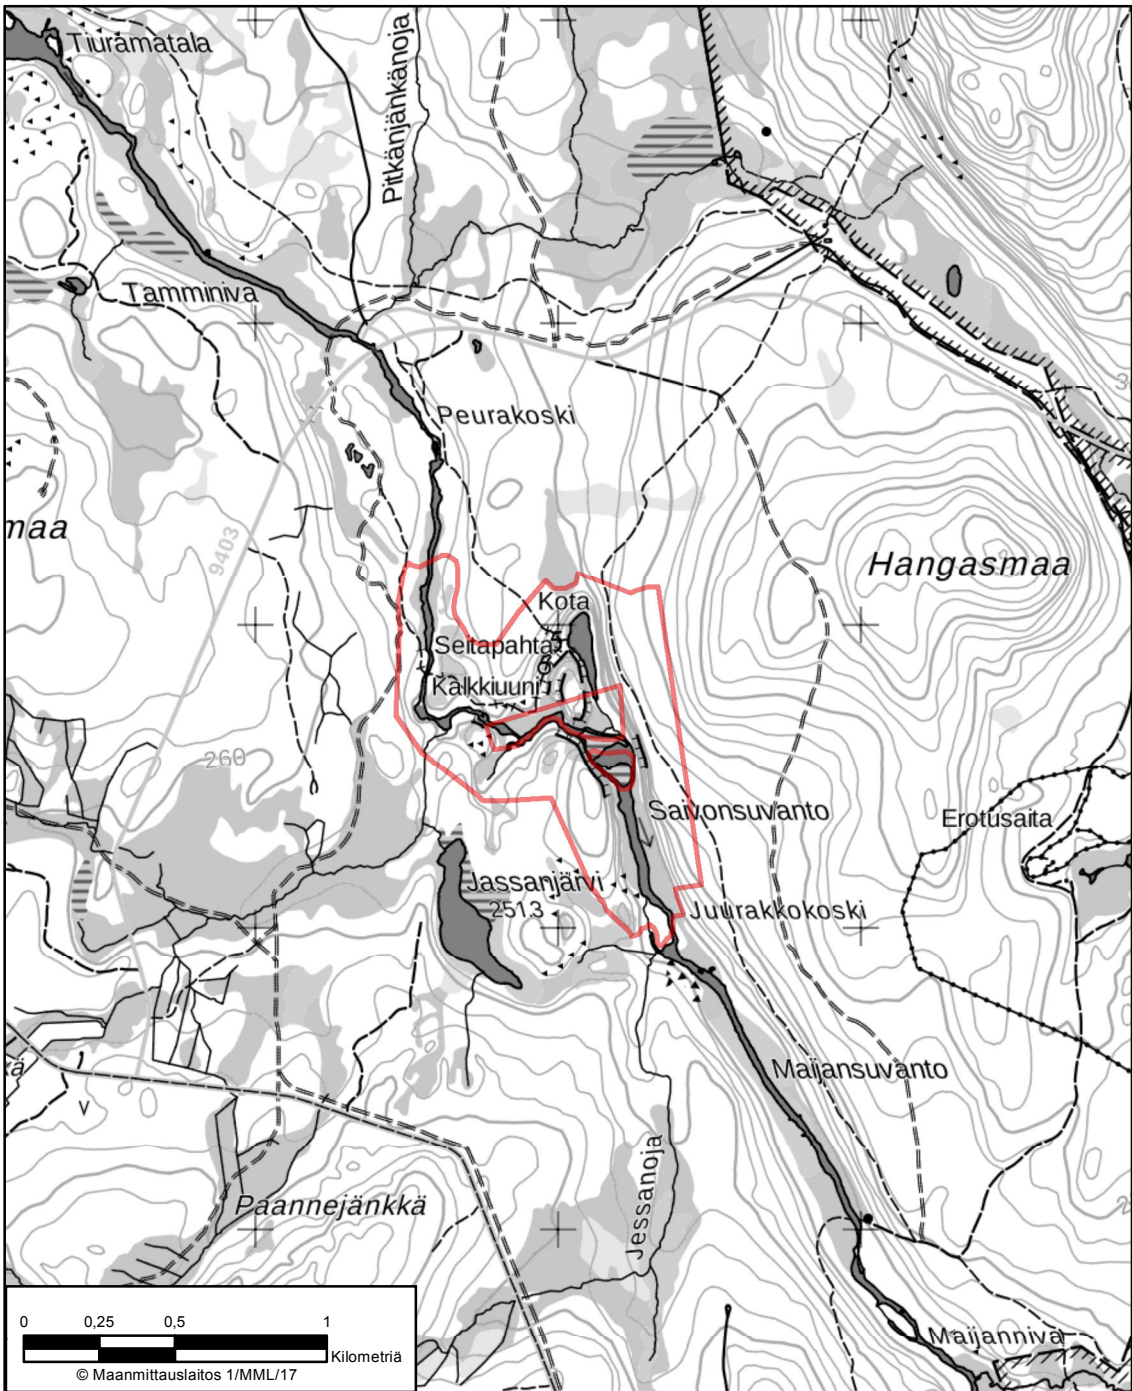 Tiurämatala
Pitkänjänkänoja
Tamminiva
Peurakoski
maa
9403
Hangasmaa
Kota
Seitapahta
Kalkkiuuni
260
Saivonsuvanto
Erotusaita
Jassanjärvi
251.3
Juurakkokoski
Maijansuvanto
Jessanoja
Paannejänkkä
Maijanniva
0 0,25 0,5 1
Kilometriä
© Maanmittauslaitos 1/MML/17